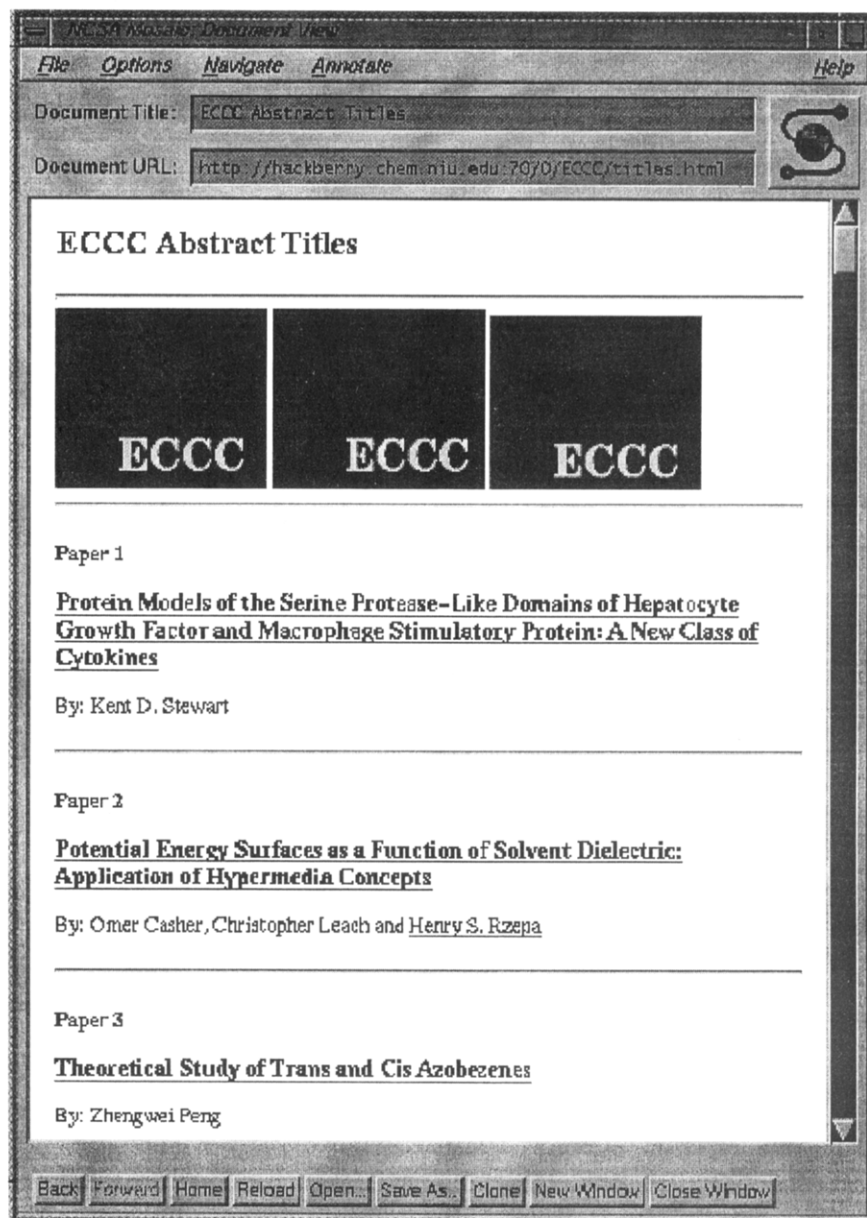 NCSA Mosaic: Document View
File Options Navigate Annotate Help
Document Title: ECCC Abstract Titles
Document URL: http://hackberry.chem.niu.edu:70/0/ECCC/titles.html
ECCC Abstract Titles
ECCC ECCC ECCC
Paper 1
Protein Models of the Serine Protease-Like Domains of Hepatocyte
Growth Factor and Macrophage Stimulatory Protein: A New Class of
Cytokines
By: Kent D. Stewart
Paper 2
Potential Energy Surfaces as a Function of Solvent Dielectric:
Application of Hypermedia Concepts
By: Omer Casher, Christopher Leach and Henry S. Rzepa
Paper 3
Theoretical Study of Trans and Cis Azobezenes
By: Zhengwei Peng
Back Forward Home Reload Open... Save As... Clone New Window Close Window